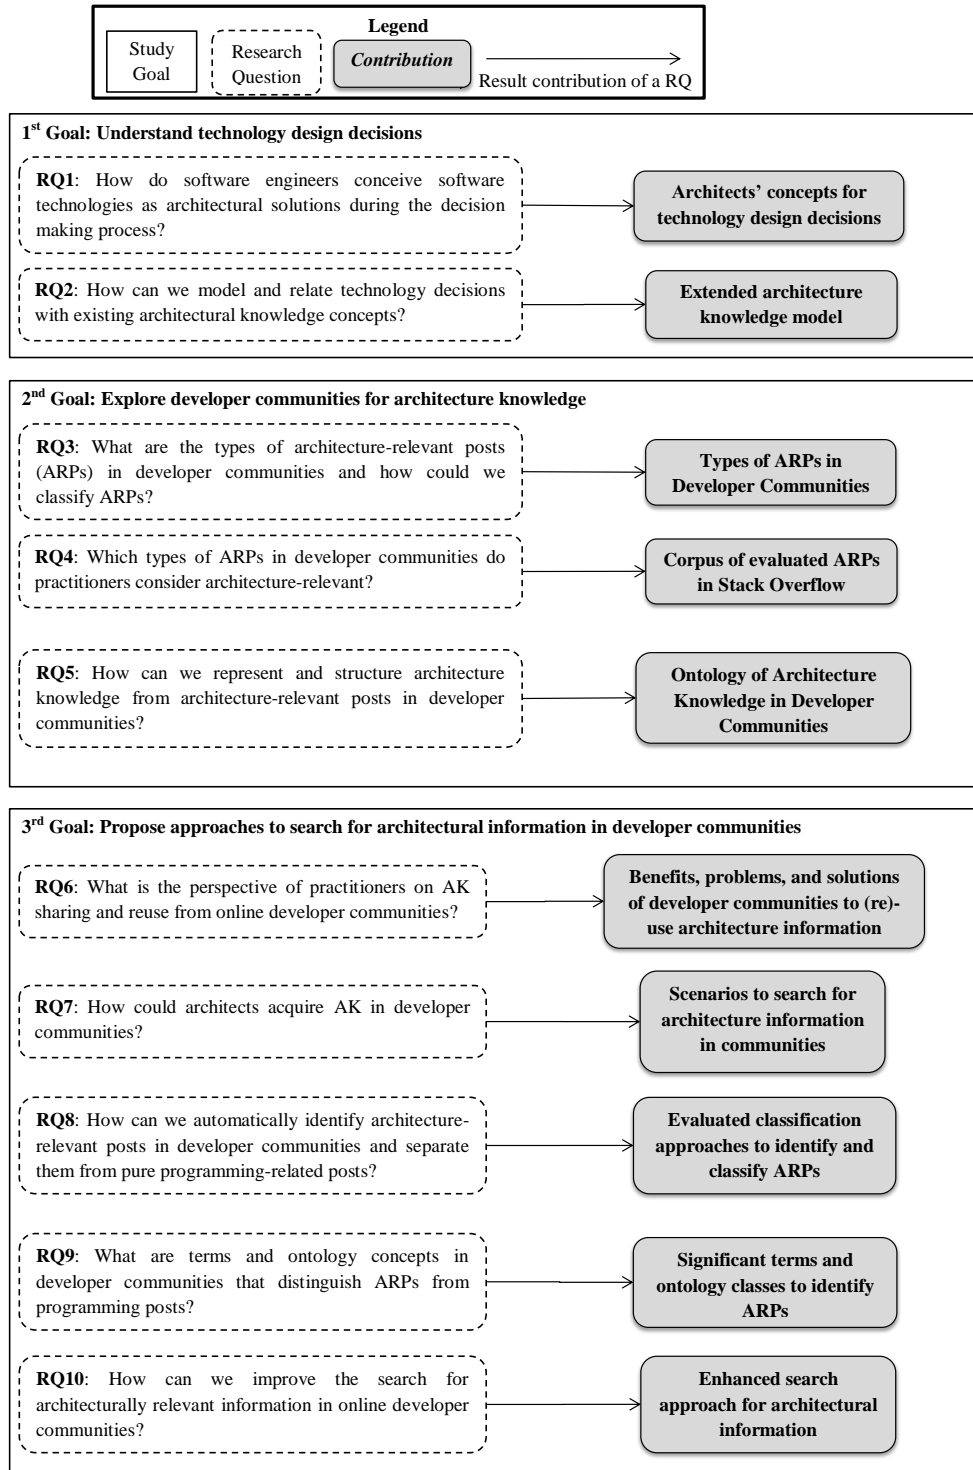 Legend
Study
Goal
Research
Question
Contribution
Result contribution of a RQ
1st Goal: Understand technology design decisions
RQ1: How do software engineers conceive software
technologies as architectural solutions during the decision
making process?
Architects’ concepts for
technology design decisions
RQ2: How can we model and relate technology decisions
with existing architectural knowledge concepts?
Extended architecture
knowledge model
2nd Goal: Explore developer communities for architecture knowledge
RQ3: What are the types of architecture-relevant posts
(ARPs) in developer communities and how could we
classify ARPs?
Types of ARPs in
Developer Communities
RQ4: Which types of ARPs in developer communities do
practitioners consider architecture-relevant?
Corpus of evaluated ARPs
in Stack Overflow
RQ5: How can we represent and structure architecture
knowledge from architecture-relevant posts in developer
communities?
Ontology of Architecture
Knowledge in Developer
Communities
3rd Goal: Propose approaches to search for architectural information in developer communities
RQ6: What is the perspective of practitioners on AK
sharing and reuse from online developer communities?
Benefits, problems, and solutions
of developer communities to (re)-
use architecture information
RQ7: How could architects acquire AK in developer
communities?
Scenarios to search for
architecture information
in communities
RQ8: How can we automatically identify architecture-
relevant posts in developer communities and separate
them from pure programming-related posts?
Evaluated classification
approaches to identify and
classify ARPs
RQ9: What are terms and ontology concepts in
developer communities that distinguish ARPs from
programming posts?
Significant terms and
ontology classes to identify
ARPs
RQ10: How can we improve the search for
architecturally relevant information in online developer
communities?
Enhanced search
approach for architectural
information